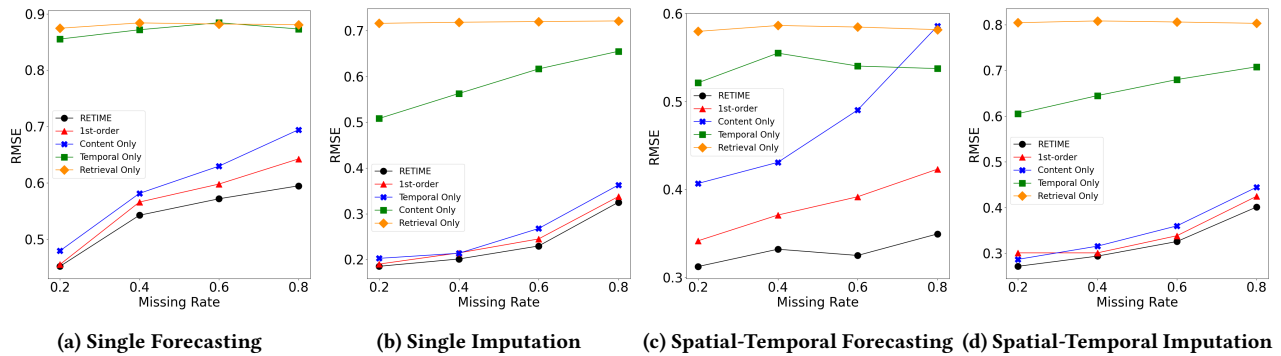 0.9
0.8
0.7
0.6
0.5
RMSE
RETIME
1st-order
Content Only
Temporal Only
Retrieval Only
0.2 0.4 0.6 0.8
Missing Rate
(a) Single Forecasting
0.7
0.6
0.5
0.4
0.3
0.2
RMSE
RETIME
1st-order
Temporal Only
Content Only
Retrieval Only
0.2 0.4 0.6 0.8
Missing Rate
(b) Single Imputation
0.6
0.5
0.4
0.3
RMSE
RETIME
1st-order
Content Only
Temporal Only
Retrieval Only
0.2 0.4 0.6 0.8
Missing Rate
(c) Spatial-Temporal Forecasting
0.8
0.7
0.6
0.5
0.4
0.3
RMSE
RETIME
1st-order
Content Only
Temporal Only
Retrieval Only
0.2 0.4 0.6 0.8
Missing Rate
(d) Spatial-Temporal Imputation